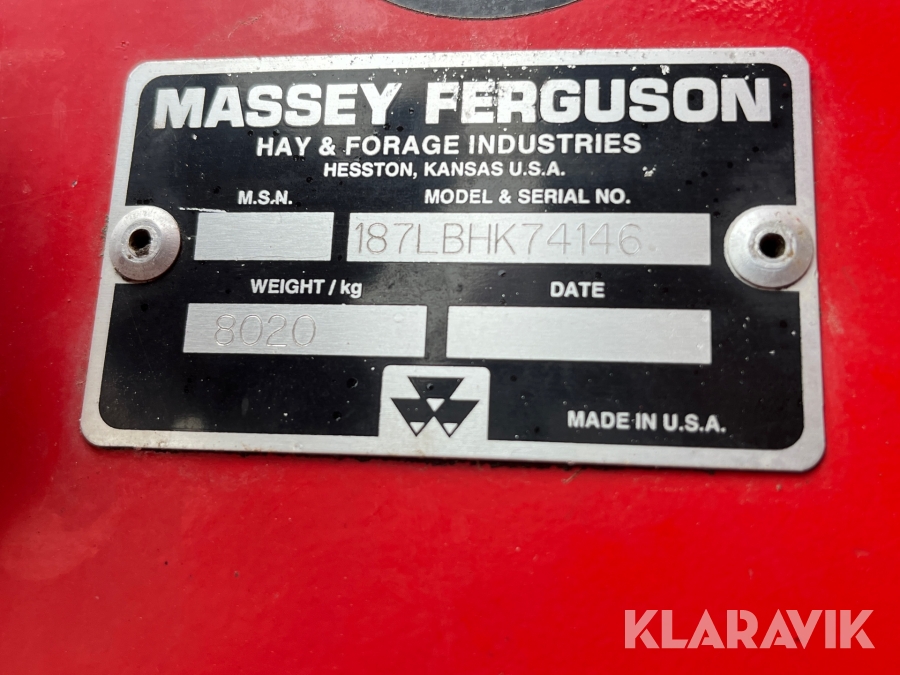 MASSEY FERGUSON
HAY & FORAGE INDUSTRIES
HESSTON, KANSAS U.S.A.
M.S.N.
MODEL & SERIAL NO.
187LBHK74146
WEIGHT / kg
DATE
8020
MADE IN U.S.A.
KLARAVIK